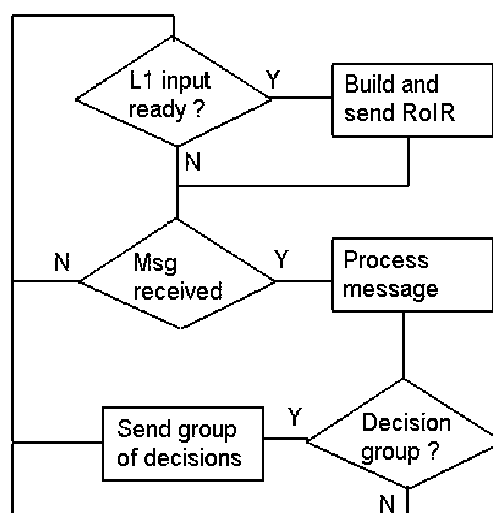 L1 input
ready ?
Y
Build and
send RoIR
N
N
Msg
received
Y
Process
message
Send group
of decisions
Y
Decision
group ?
N